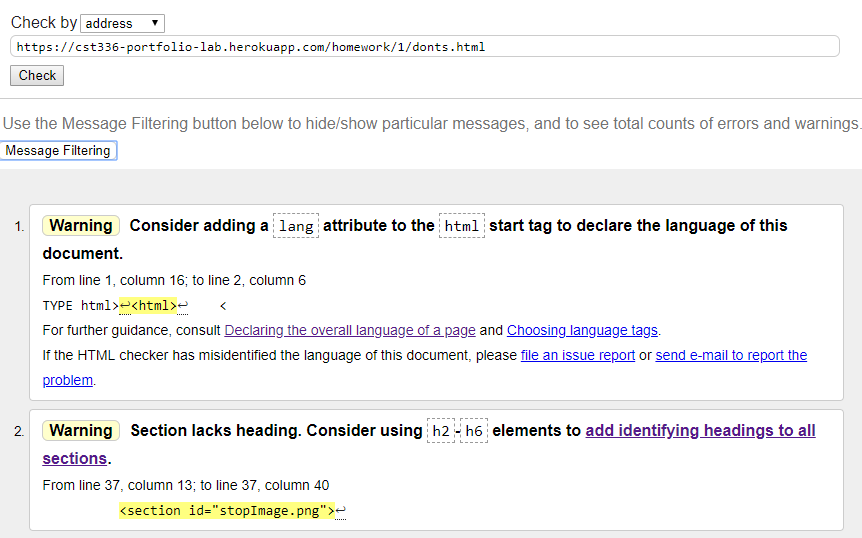 Check by address
https://cst336-portfolio-lab.herokuapp.com/homework/1/donts.html
Check
Use the Message Filtering button below to hide/show particular messages, and to see total counts of errors and warnings.
Message Filtering
1. Warning Consider adding a lang attribute to the html start tag to declare the language of this
document.
From line 1, column 16; to line 2, column 6
TYPE html>↩<html>↩ <
For further guidance, consult Declaring the overall language of a page and Choosing language tags.
If the HTML checker has misidentified the language of this document, please file an issue report or send e-mail to report the
problem.
2. Warning Section lacks heading. Consider using h2-h6 elements to add identifying headings to all
sections.
From line 37, column 13; to line 37, column 40
<section id="stopImage.png">↩